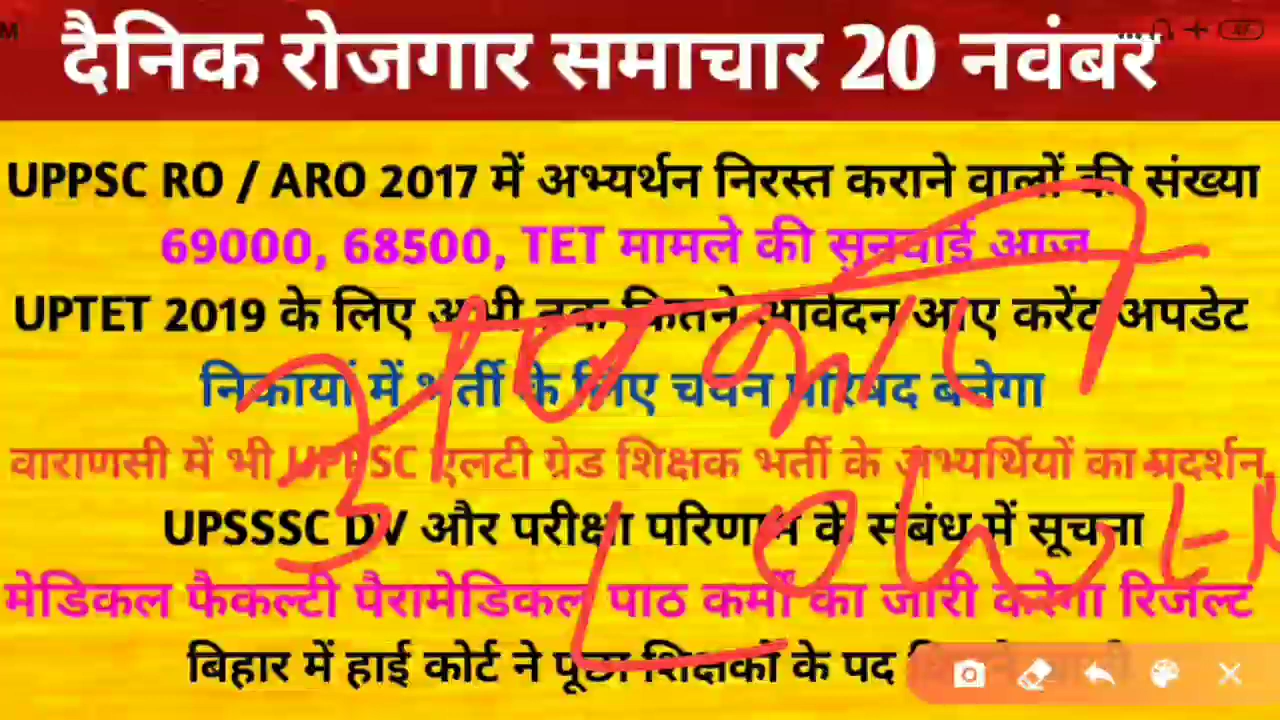 दैनिक रोजगार समाचार 20 नवंबर
UPPSC RO / ARO 2017 में अभ्यर्थन निरस्त कराने वालों की संख्या
69000, 68500, TET मामले की सुनवाई आज
UPTET 2019 के लिए अभी तक कितने आवेदन आए करेंट अपडेट
निकायों में भर्ती के लिए चयन परिषद बनेगा
वाराणसी में भी UPPSC एलटी ग्रेड शिक्षक भर्ती के अभ्यर्थियों का प्रदर्शन
UPSSSC DV और परीक्षा परिणाम के संबंध में सूचना
मेडिकल फैकल्टी पैरामेडिकल पाठ कर्मों का जारी करेगा रिजल्ट
बिहार में हाई कोर्ट ने पूछा शिक्षकों के पद